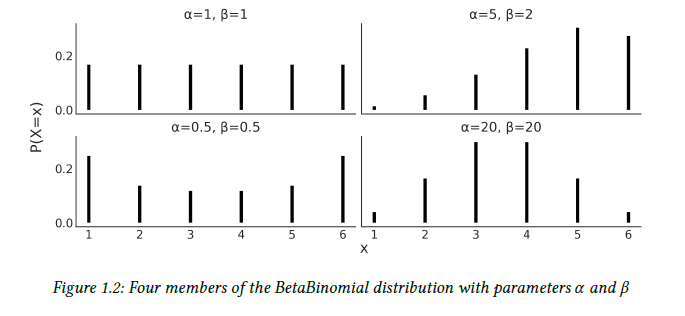 α=1, β=1
α=5, β=2
0.2
0.0
P(X=x)
α=0.5, β=0.5
α=20, β=20
0.2
0.0
1 2 3 4 5 6
1 2 3 4 5 6
x
Figure 1.2: Four members of the BetaBinomial distribution with parameters α and β